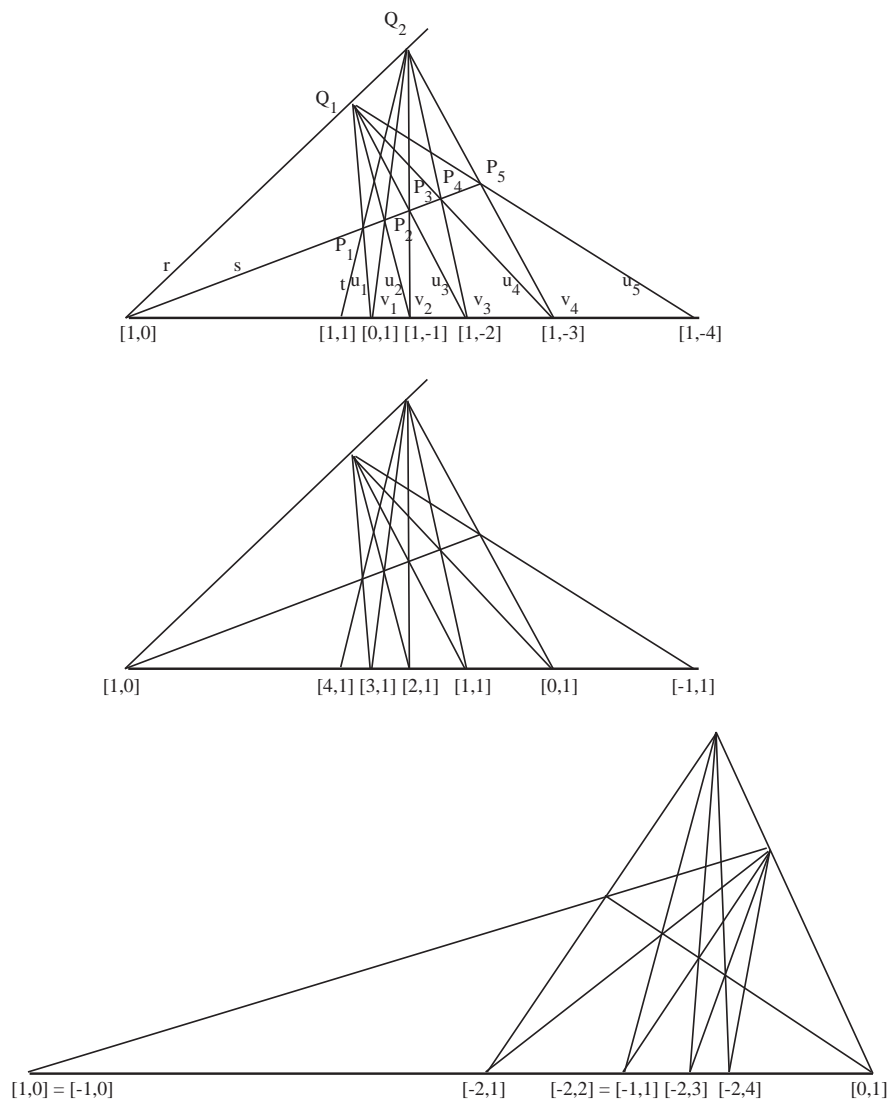 Q2
Q1
P5
P4
P3
P2
P1
r s
t u1 u2 u3 u4 u5
v1 v2 v3 v4
[1,0] [1,1] [0,1] [1,-1] [1,-2] [1,-3] [1,-4]
[1,0] [4,1] [3,1] [2,1] [1,1] [0,1] [-1,1]
[1,0] = [-1,0] [-2,1] [-2,2] = [-1,1] [-2,3] [-2,4] [0,1]